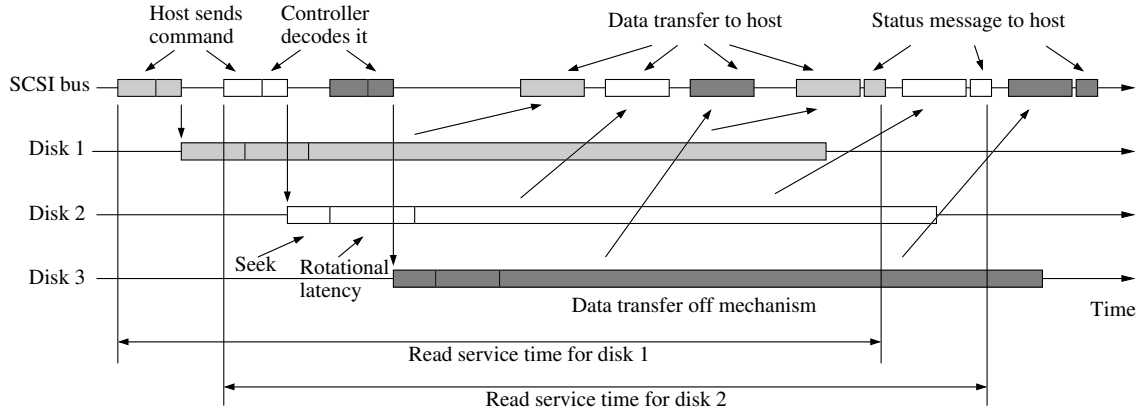 Host sends
command
Controller
decodes it
Data transfer to host
Status message to host
SCSI bus
Disk 1
Disk 2
Seek
Rotational
latency
Disk 3
Data transfer off mechanism
Time
Read service time for disk 1
Read service time for disk 2